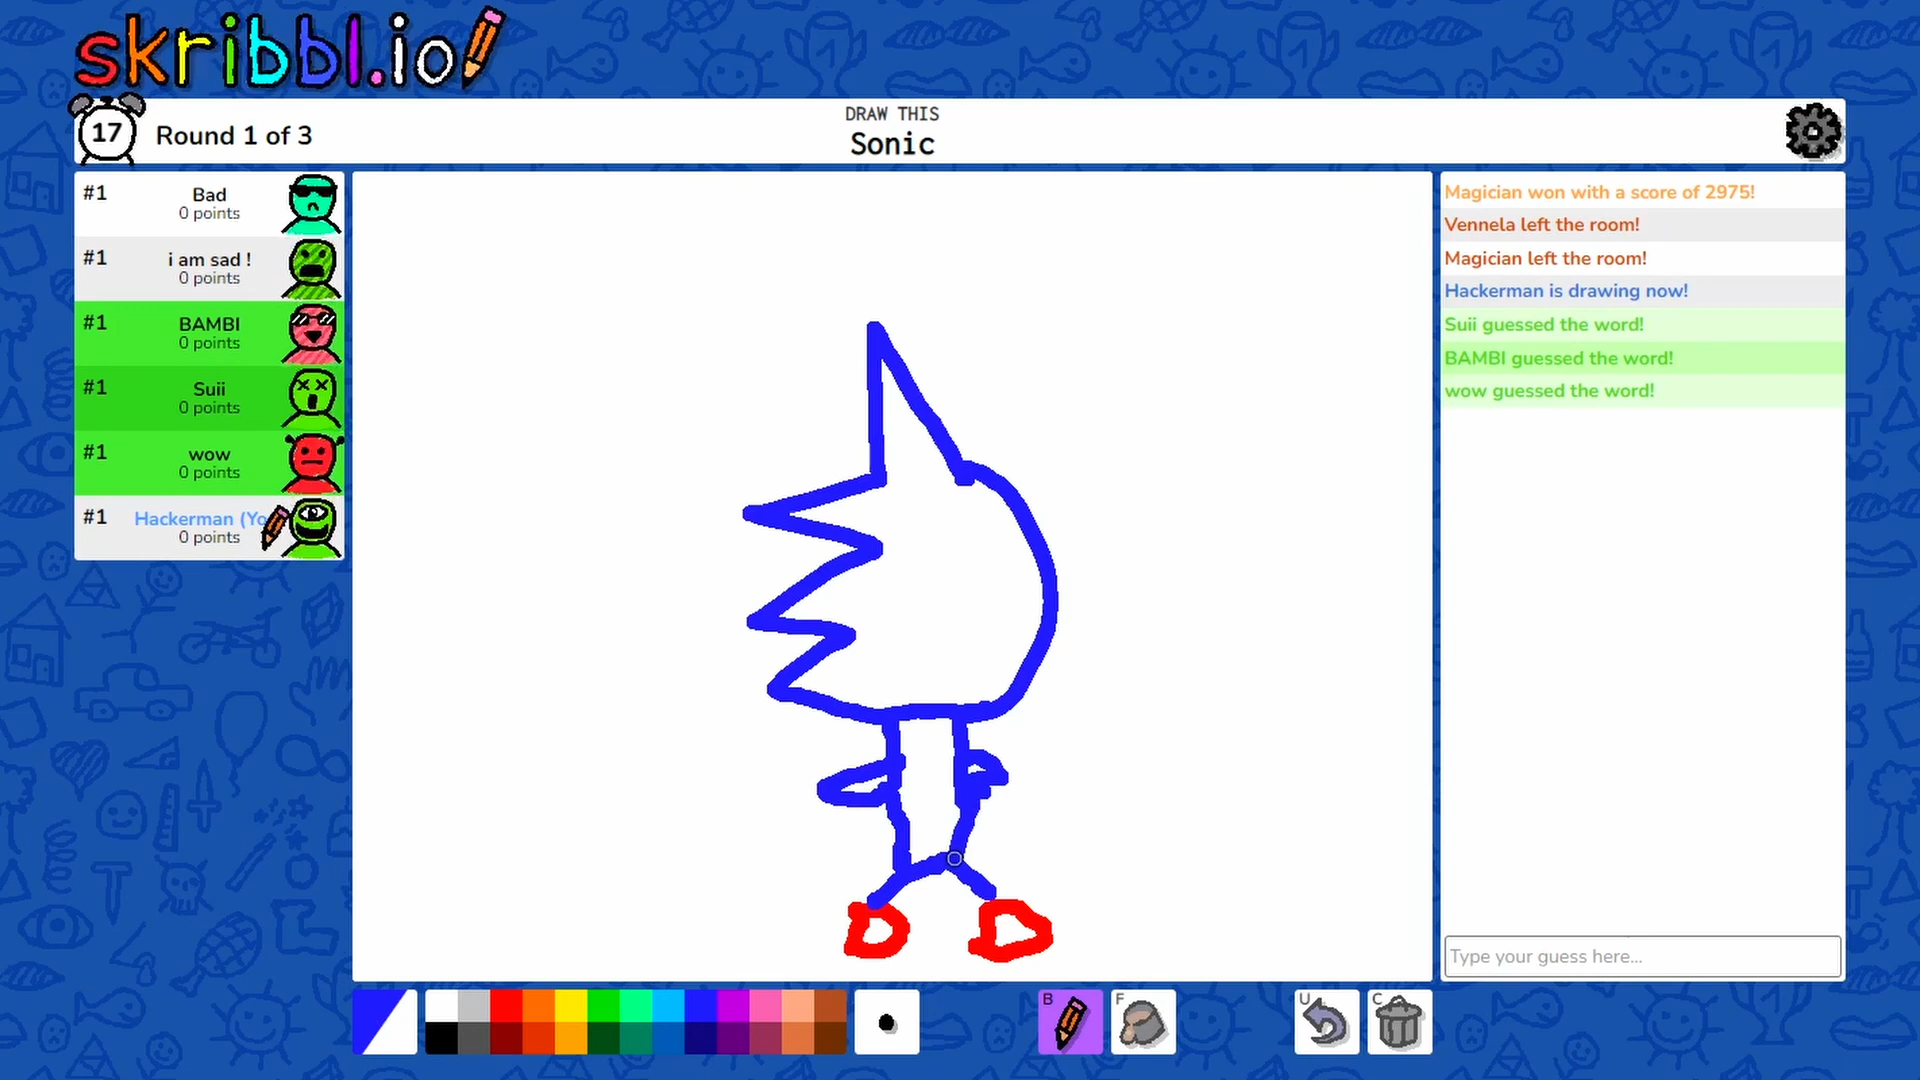 skribbl.io
17
Round 1 of 3
DRAW THIS
Sonic
#1
Bad
0 points
#1
i am sad !
0 points
#1
BAMBI
0 points
#1
Suii
0 points
#1
wow
0 points
#1
Hackerman (Yo
0 points
Magician won with a score of 2975!
Vennela left the room!
Magician left the room!
Hackerman is drawing now!
Suii guessed the word!
BAMBI guessed the word!
wow guessed the word!
Type your guess here...
B
F
U
C